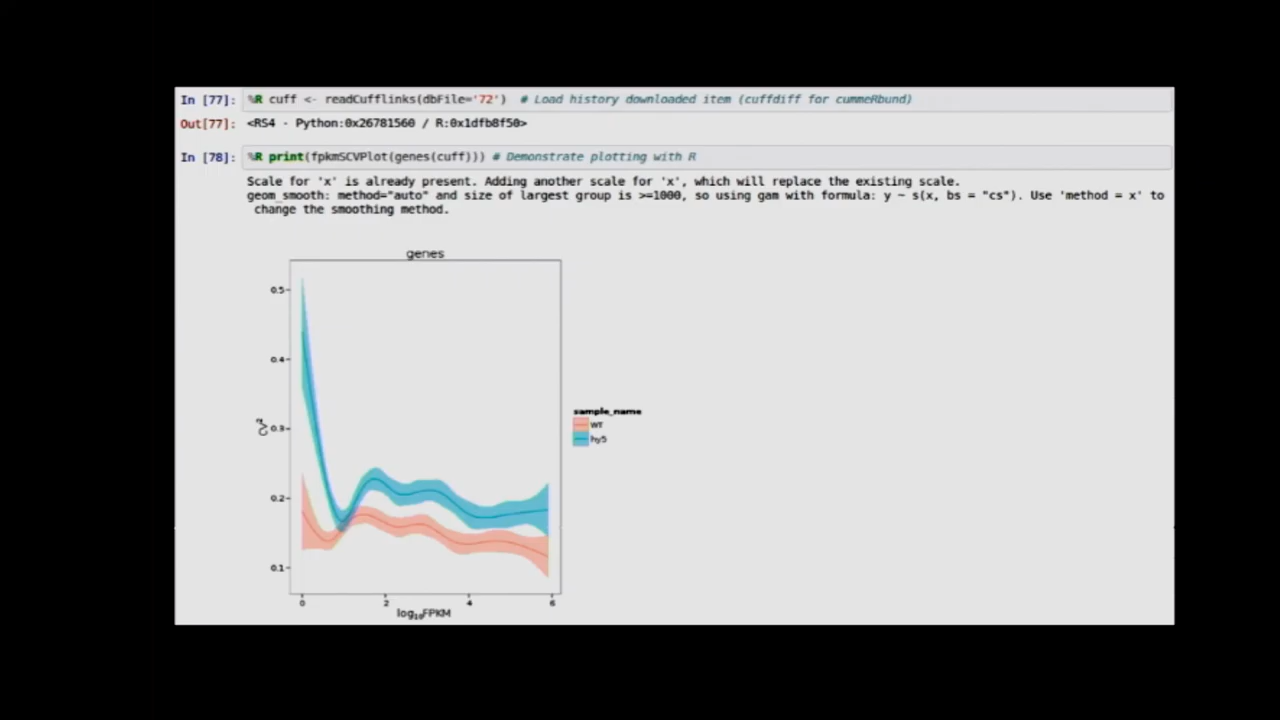 In [77]: %R cuff <- readCufflinks(dbFile='72') # Load history downloaded item (cuffdiff for cummeRbund)
Out[77]: <RS4 - Python:0x26781560 / R:0x1dfb8f50>
In [78]: %R print(fpkmSCVPlot(genes(cuff))) # Demonstrate plotting with R
Scale for 'x' is already present. Adding another scale for 'x', which will replace the existing scale.
geom_smooth: method="auto" and size of largest group is >=1000, so using gam with formula: y ~ s(x, bs = "cs"). Use 'method = x' to
change the smoothing method.
genes
0.5
0.4
0.3
0.2
0.1
CV²
0 2 4 6
log₁₀FPKM
sample_name
WT
hy5